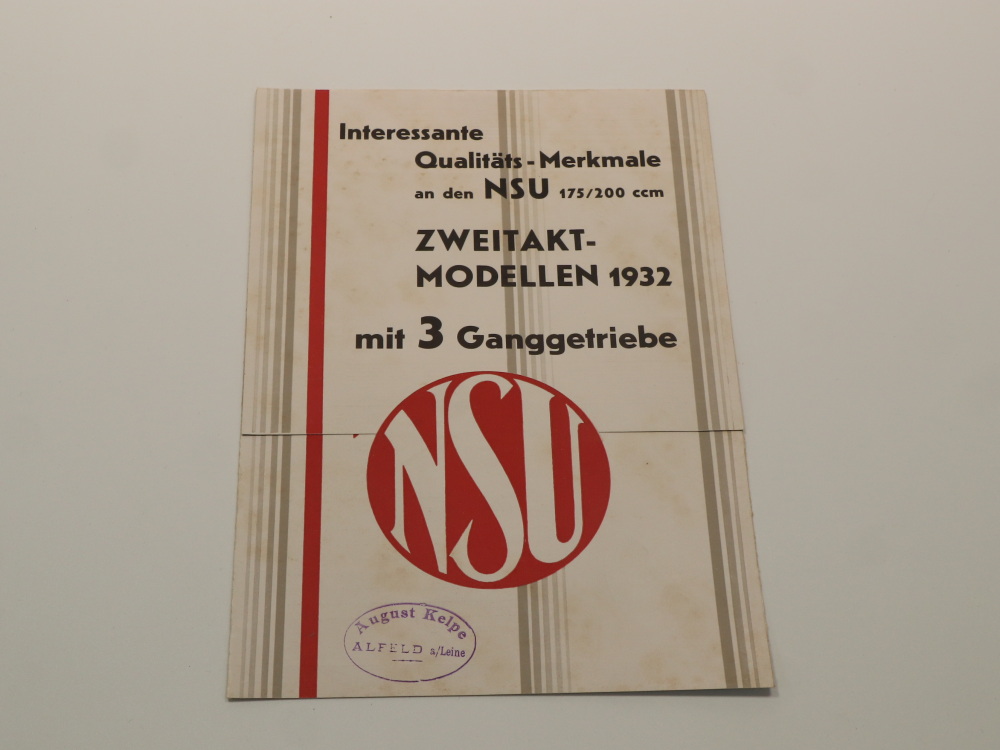 Interessante
Qualitäts-Merkmale
an den NSU 175/200 ccm
ZWEITAKT-
MODELLEN 1932
mit 3 Ganggetriebe
NSU
August Kelpe
ALFELD a/Leine